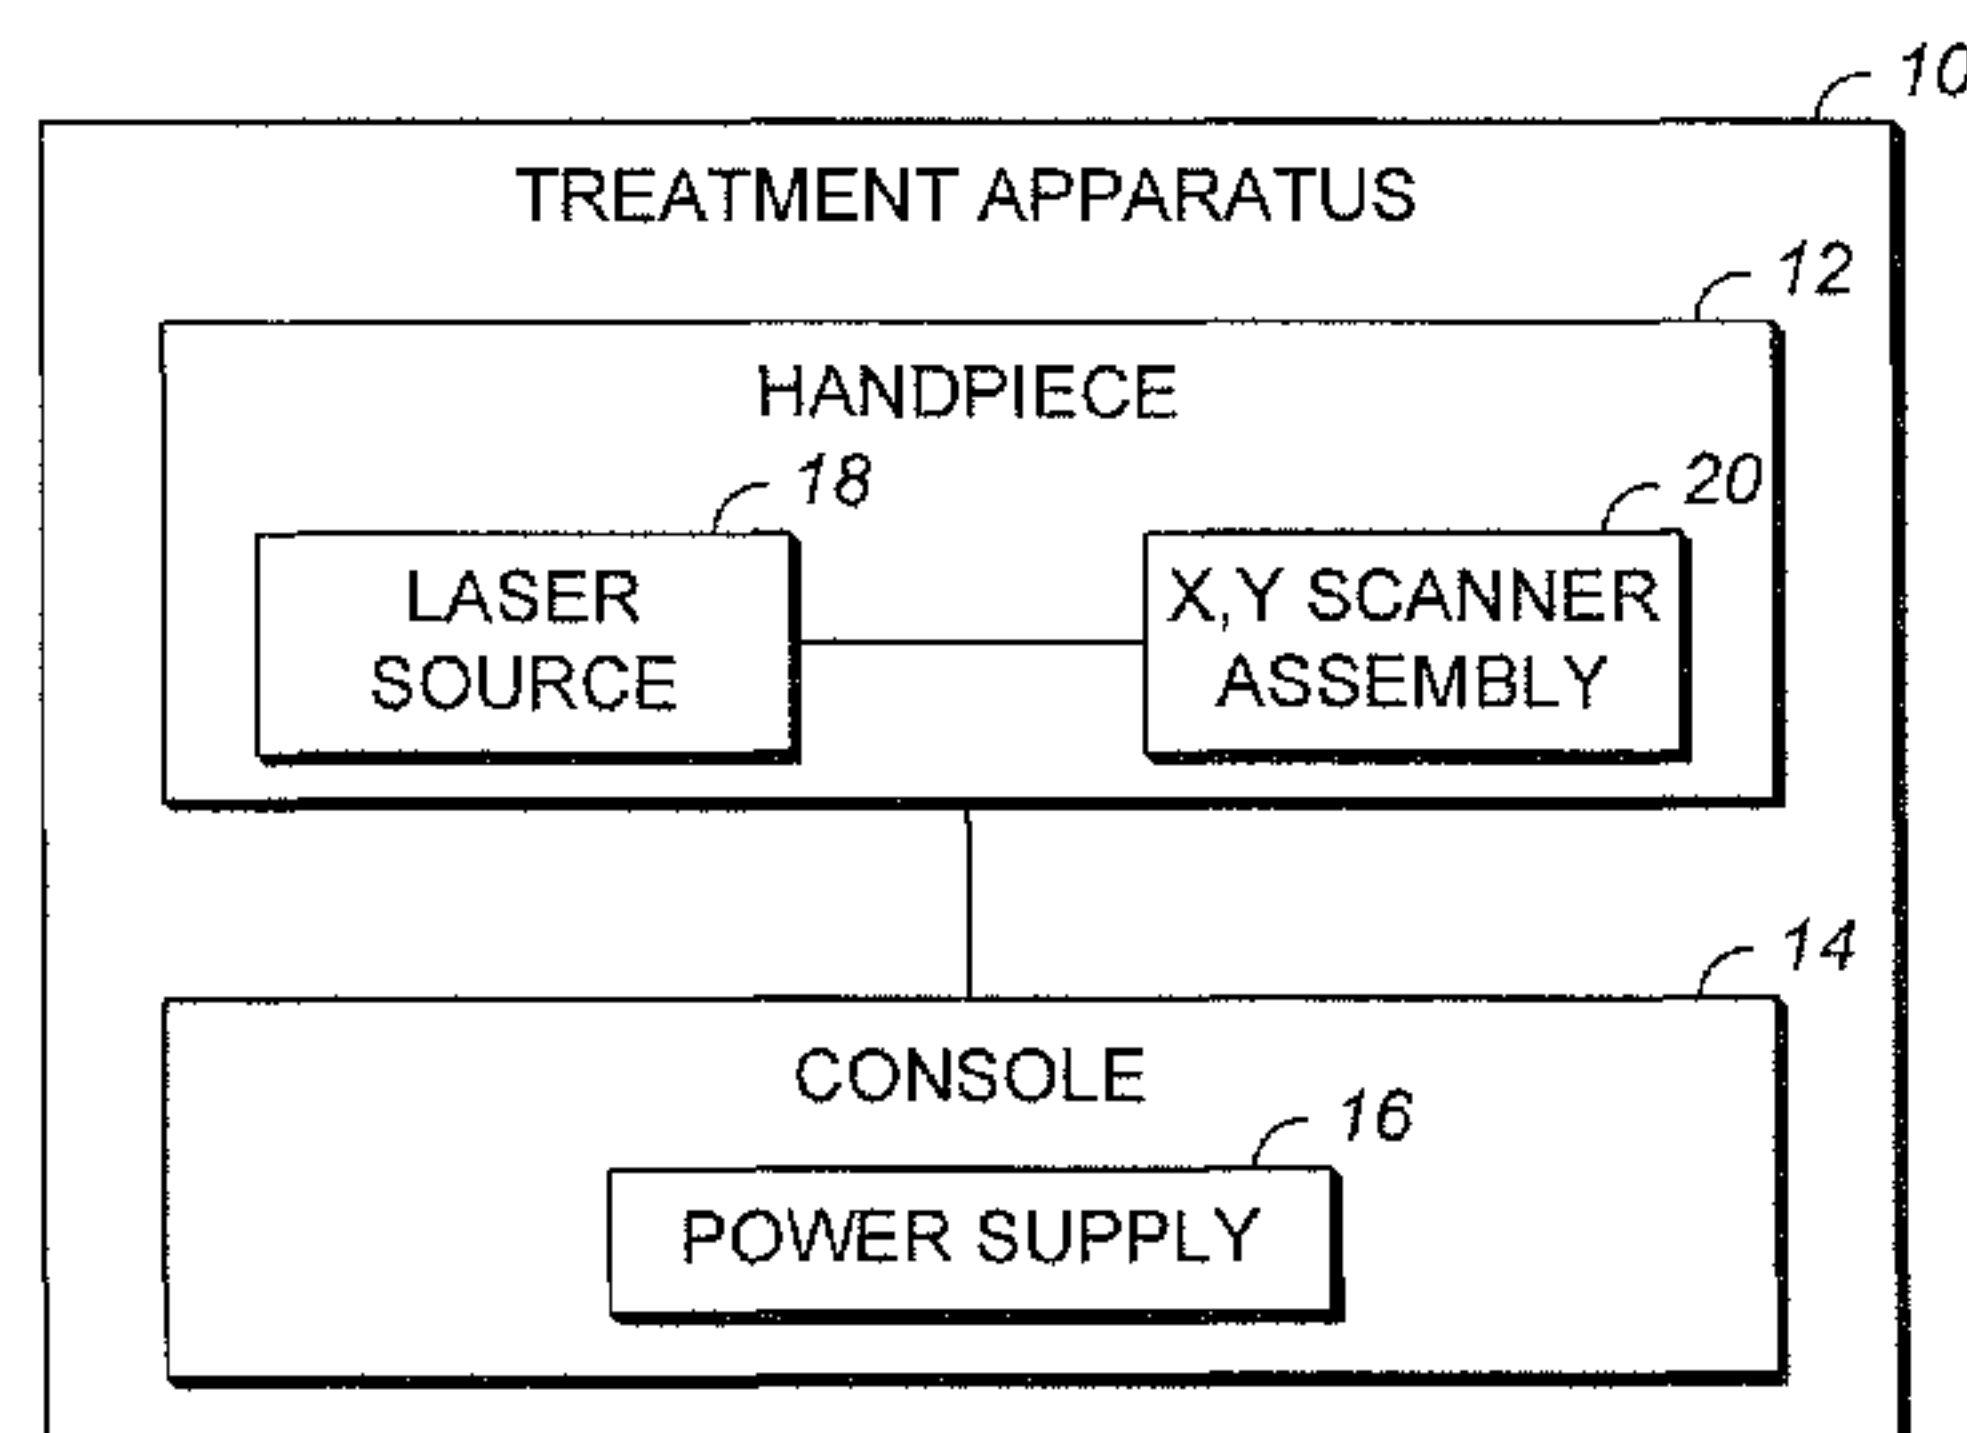 10
TREATMENT APPARATUS
12
HANDPIECE
18
20
LASER
SOURCE
X,Y SCANNER
ASSEMBLY
14
CONSOLE
16
POWER SUPPLY